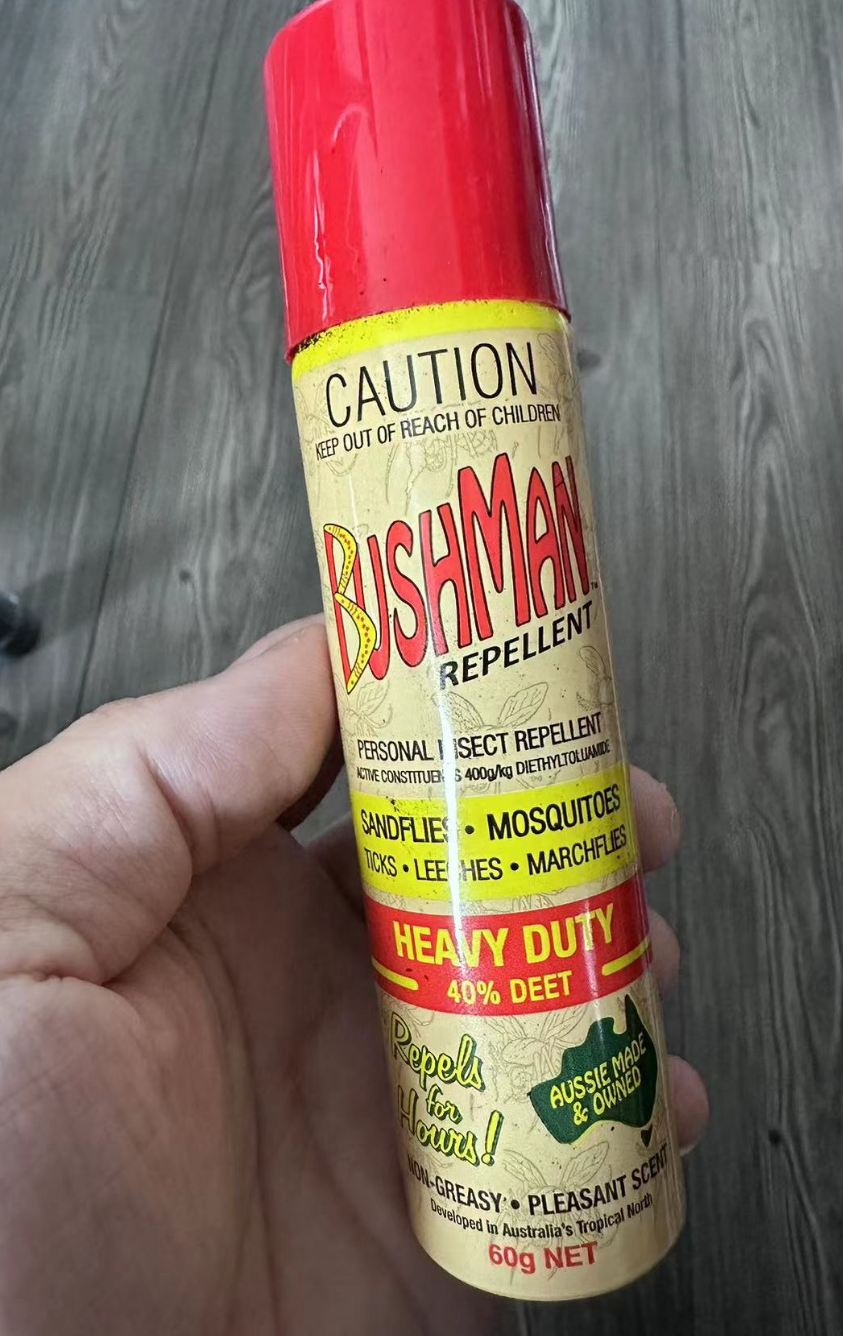 CAUTION
KEEP OUT OF REACH OF CHILDREN
BUSHMAN™
REPELLENT
PERSONAL INSECT REPELLENT
ACTIVE CONSTITUENTS 400g/kg DIETHYLTOLUAMIDE
SANDFLIES • MOSQUITOES
TICKS • LEECHES • MARCHFLIES
HEAVY DUTY
40% DEET
Repels
for
Hours!
AUSSIE MADE
& OWNED
NON-GREASY • PLEASANT SCENT
Developed in Australia's Tropical North
60g NET